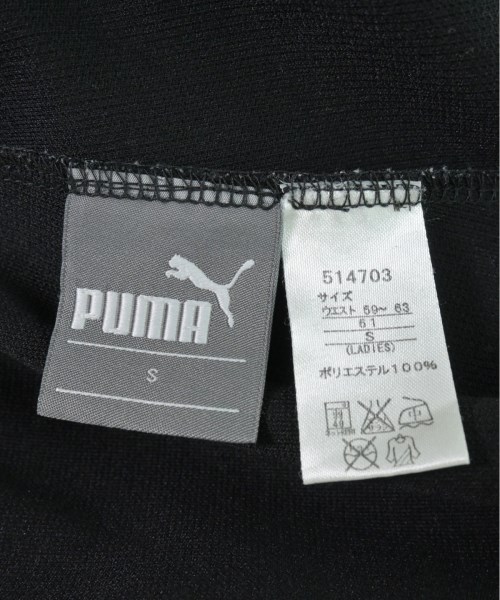 PUMA
S
514703
サイズ
ウエスト 59~ 63
61
S
(LADIES)
ポリエステル100%